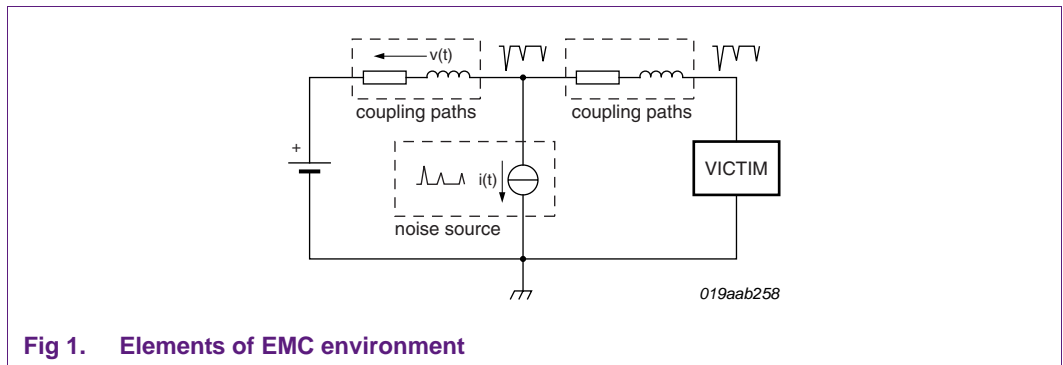 v(t)
coupling paths
coupling paths
+
i(t)
noise source
VICTIM
019aab258
Fig 1. Elements of EMC environment